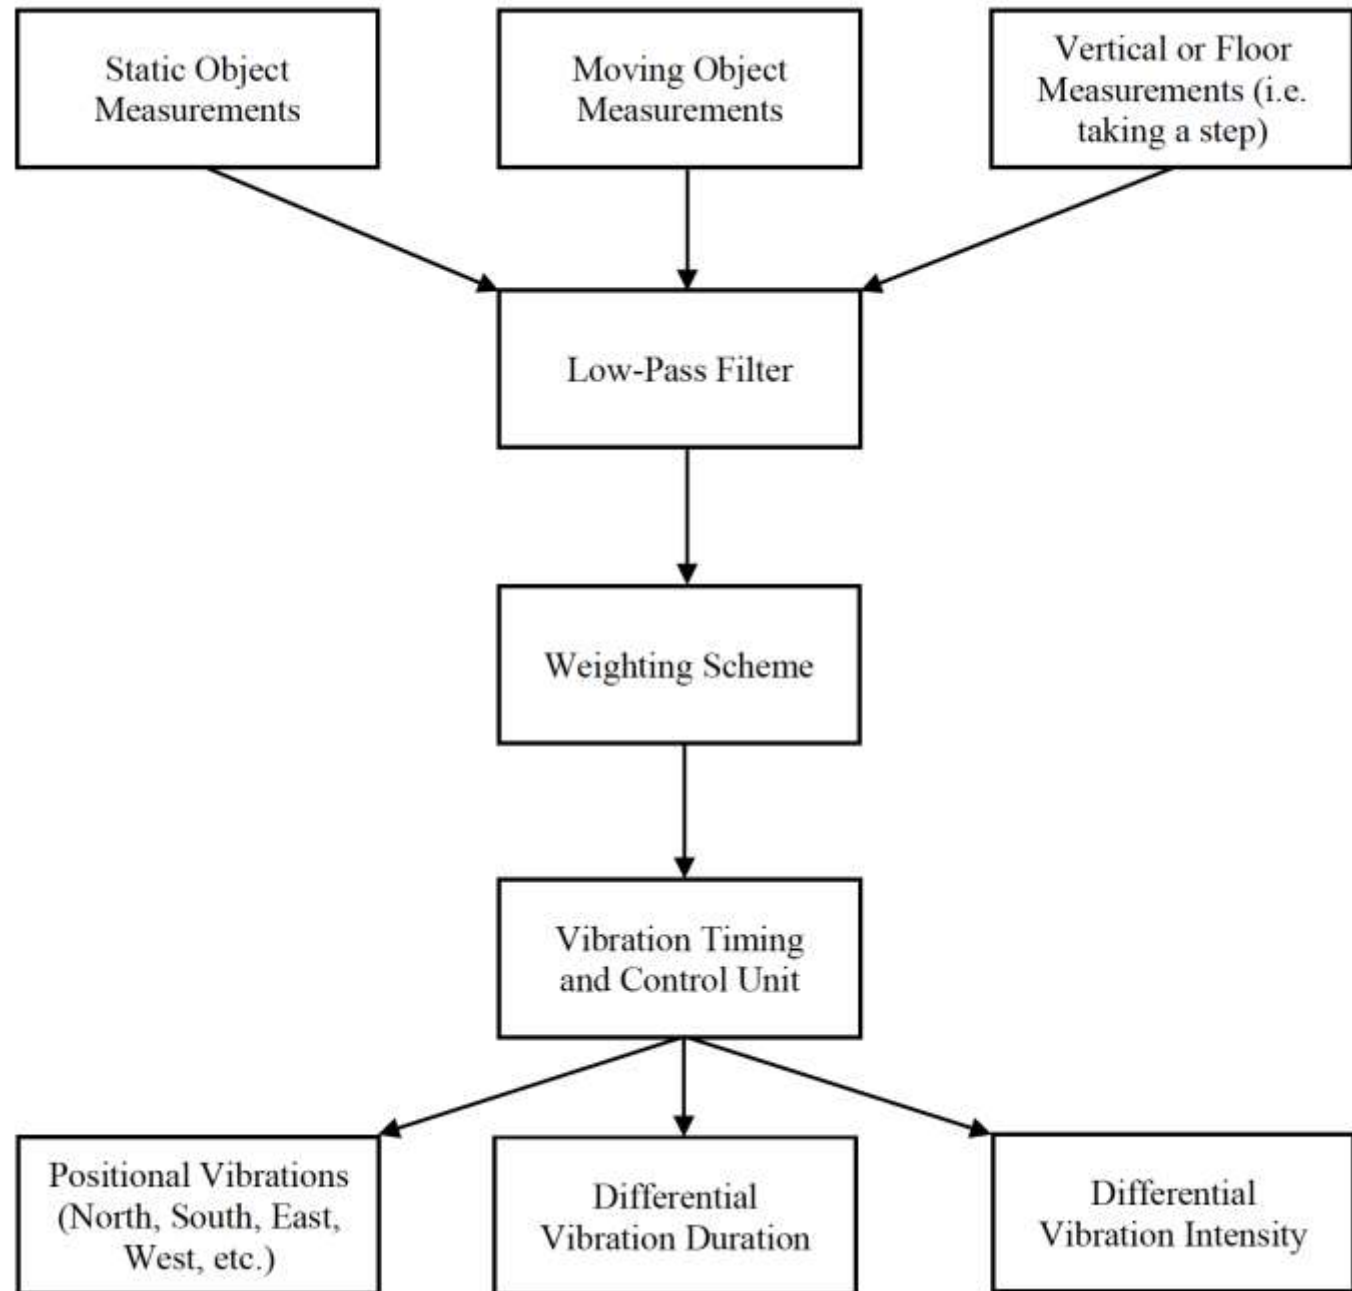 Static Object
Measurements
Moving Object
Measurements
Vertical or Floor
Measurements (i.e.
taking a step)
Low-Pass Filter
Weighting Scheme
Vibration Timing
and Control Unit
Positional Vibrations
(North, South, East,
West, etc.)
Differential
Vibration Duration
Differential
Vibration Intensity